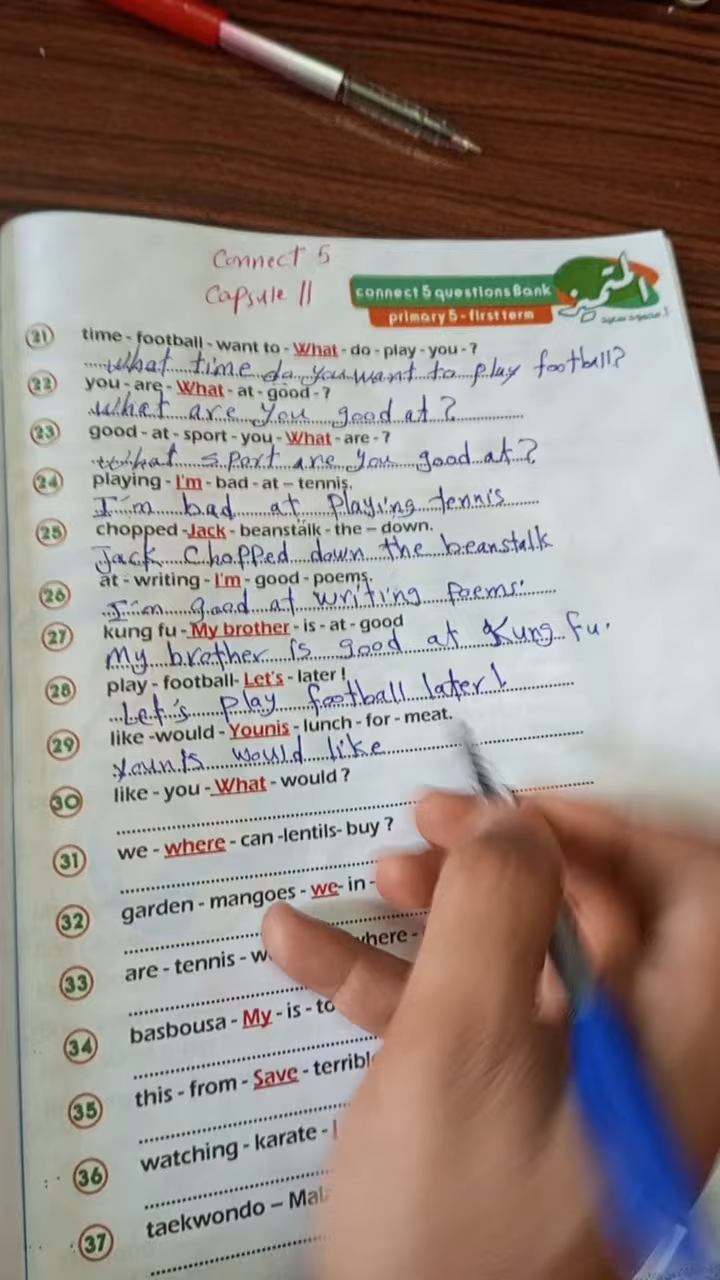 Connect 5
Capsule 11
connect 5 questions Bank
primary 5 - first term
المتميز
21 time - football - want to - What - do - play - you - ?
What time do you want to play football?
22 you - are - What - at - good - ?
What are you good at?
23 good - at - sport - you - What - are - ?
What sport are you good at?
24 playing - I'm - bad - at – tennis.
I'm bad at playing tennis
25 chopped -Jack - beanstalk - the – down.
Jack Chopped down the beanstalk
26 at - writing - I'm - good - poems.
I'm good at writing Poems.
27 kung fu - My brother - is - at - good
My brother is good at Kung fu.
28 play - football- Let's - later !
Let's play football later!
29 like -would - Younis - lunch - for - meat.
Younis would like
30 like - you - What - would ?
31 we - where - can -lentils- buy ?
32 garden - mangoes - we- in -
33 are - tennis - where -
34 basbousa - My - is - to
35 this - from - Save -
36 watching - karate -
37 taekwondo –